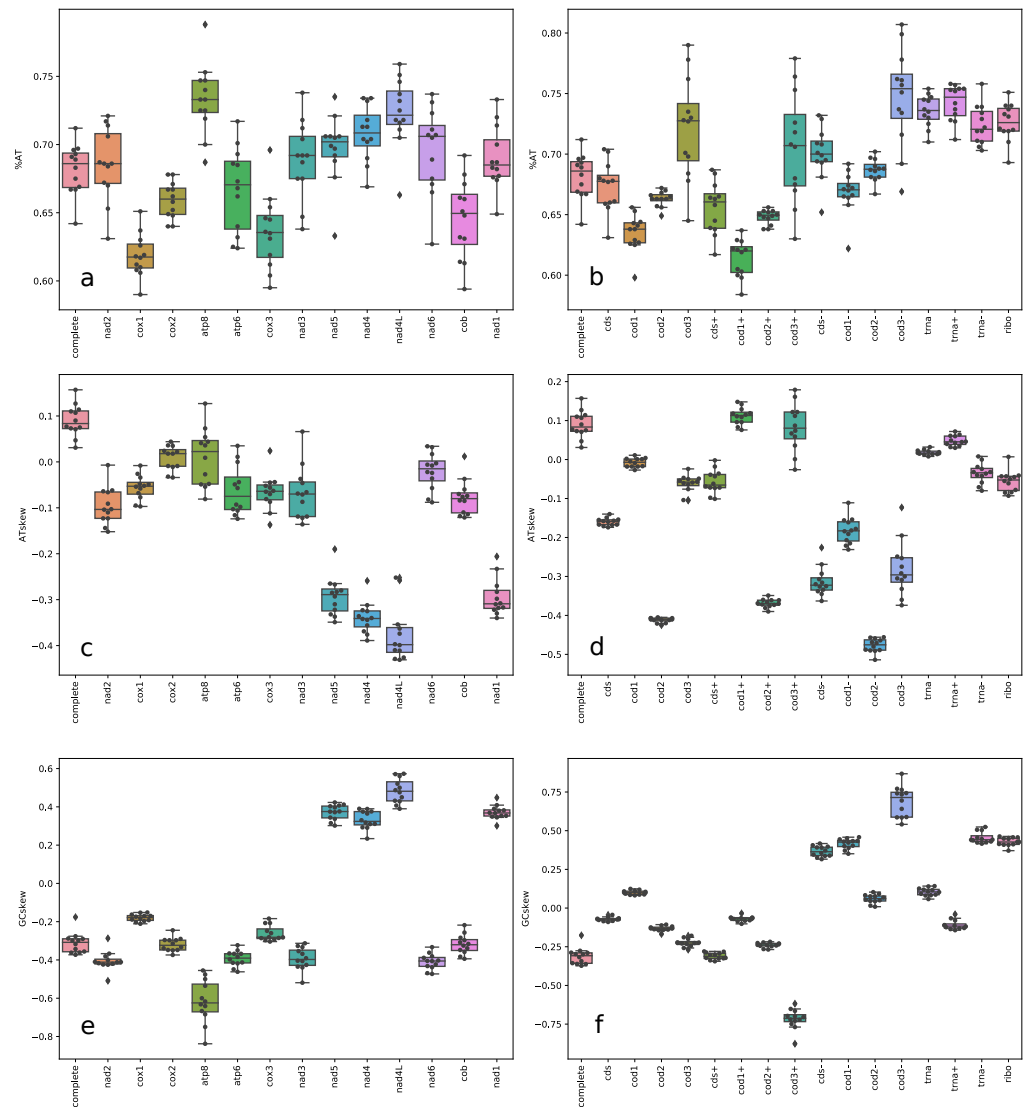 %AT
0.75
0.70
0.65
0.60
a
complete
nad2
cox1
cox2
atp8
atp6
cox3
nad3
nad5
nad4
nad4L
nad6
cob
nad1
%AT
0.80
0.75
0.70
0.65
0.60
b
complete
cds
cod1
cod2
cod3
cds+
cod1+
cod2+
cod3+
cds-
cod1-
cod2-
cod3-
trna
trna+
trna-
ribo
ATskew
0.1
0.0
−0.1
−0.2
−0.3
−0.4
c
complete
nad2
cox1
cox2
atp8
atp6
cox3
nad3
nad5
nad4
nad4L
nad6
cob
nad1
ATskew
0.2
0.1
0.0
−0.1
−0.2
−0.3
−0.4
−0.5
d
complete
cds
cod1
cod2
cod3
cds+
cod1+
cod2+
cod3+
cds-
cod1-
cod2-
cod3-
trna
trna+
trna-
ribo
GCskew
0.6
0.4
0.2
0.0
−0.2
−0.4
−0.6
−0.8
e
complete
nad2
cox1
cox2
atp8
atp6
cox3
nad3
nad5
nad4
nad4L
nad6
cob
nad1
GCskew
0.75
0.50
0.25
0.00
−0.25
−0.50
−0.75
f
complete
cds
cod1
cod2
cod3
cds+
cod1+
cod2+
cod3+
cds-
cod1-
cod2-
cod3-
trna
trna+
trna-
ribo